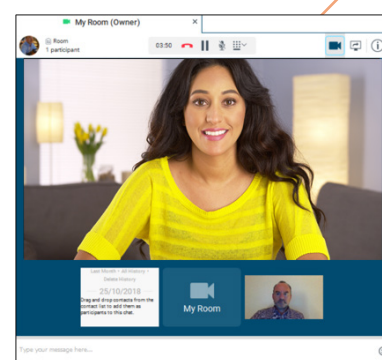 My Room (Owner)
Room
1 participant
03:50
Last Month • All History •
Delete History
25/10/2018
Drag and drop contacts from the
contact list to add them as
participants to this chat.
My Room
Type your message here...